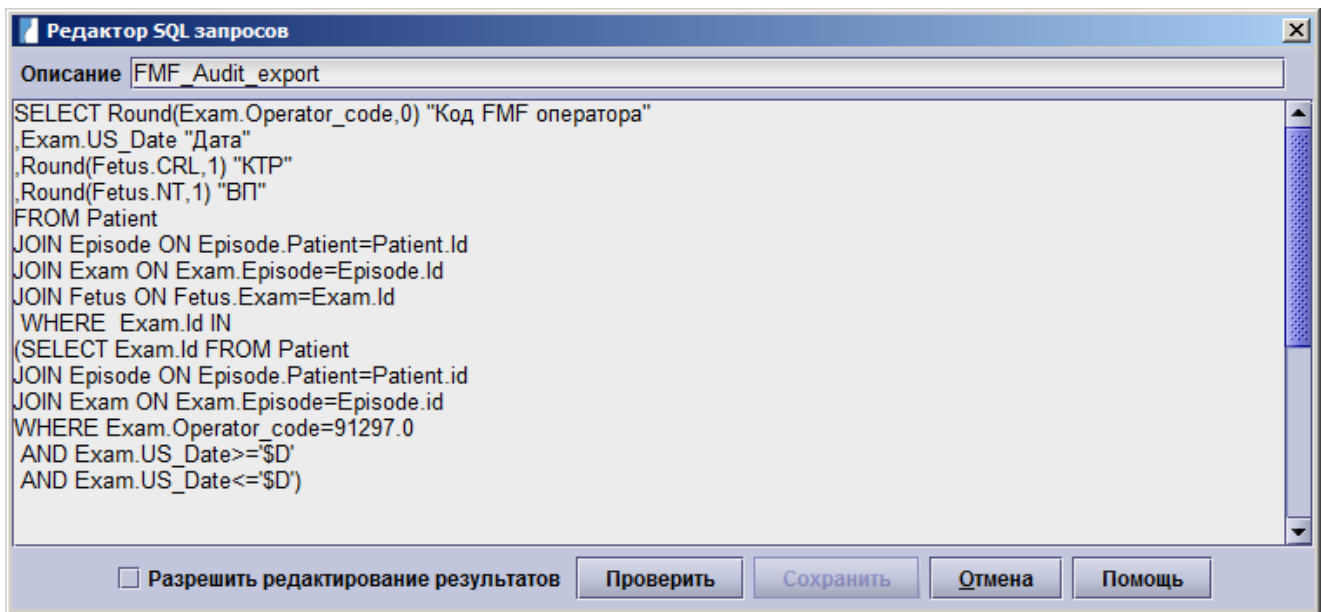 Редактор SQL запросов
Описание FMF_Audit_export
SELECT Round(Exam.Operator_code,0) "Код FMF оператора"
,Exam.US_Date "Дата"
,Round(Fetus.CRL,1) "КТР"
,Round(Fetus.NT,1) "ВП"
FROM Patient
JOIN Episode ON Episode.Patient=Patient.Id
JOIN Exam ON Exam.Episode=Episode.Id
JOIN Fetus ON Fetus.Exam=Exam.Id
WHERE  Exam.Id IN
(SELECT Exam.Id FROM Patient
JOIN Episode ON Episode.Patient=Patient.id
JOIN Exam ON Exam.Episode=Episode.id
WHERE Exam.Operator_code=91297.0
AND Exam.US_Date>='$D'
AND Exam.US_Date<='$D')
Разрешить редактирование результатов Проверить Сохранить Отмена Помощь